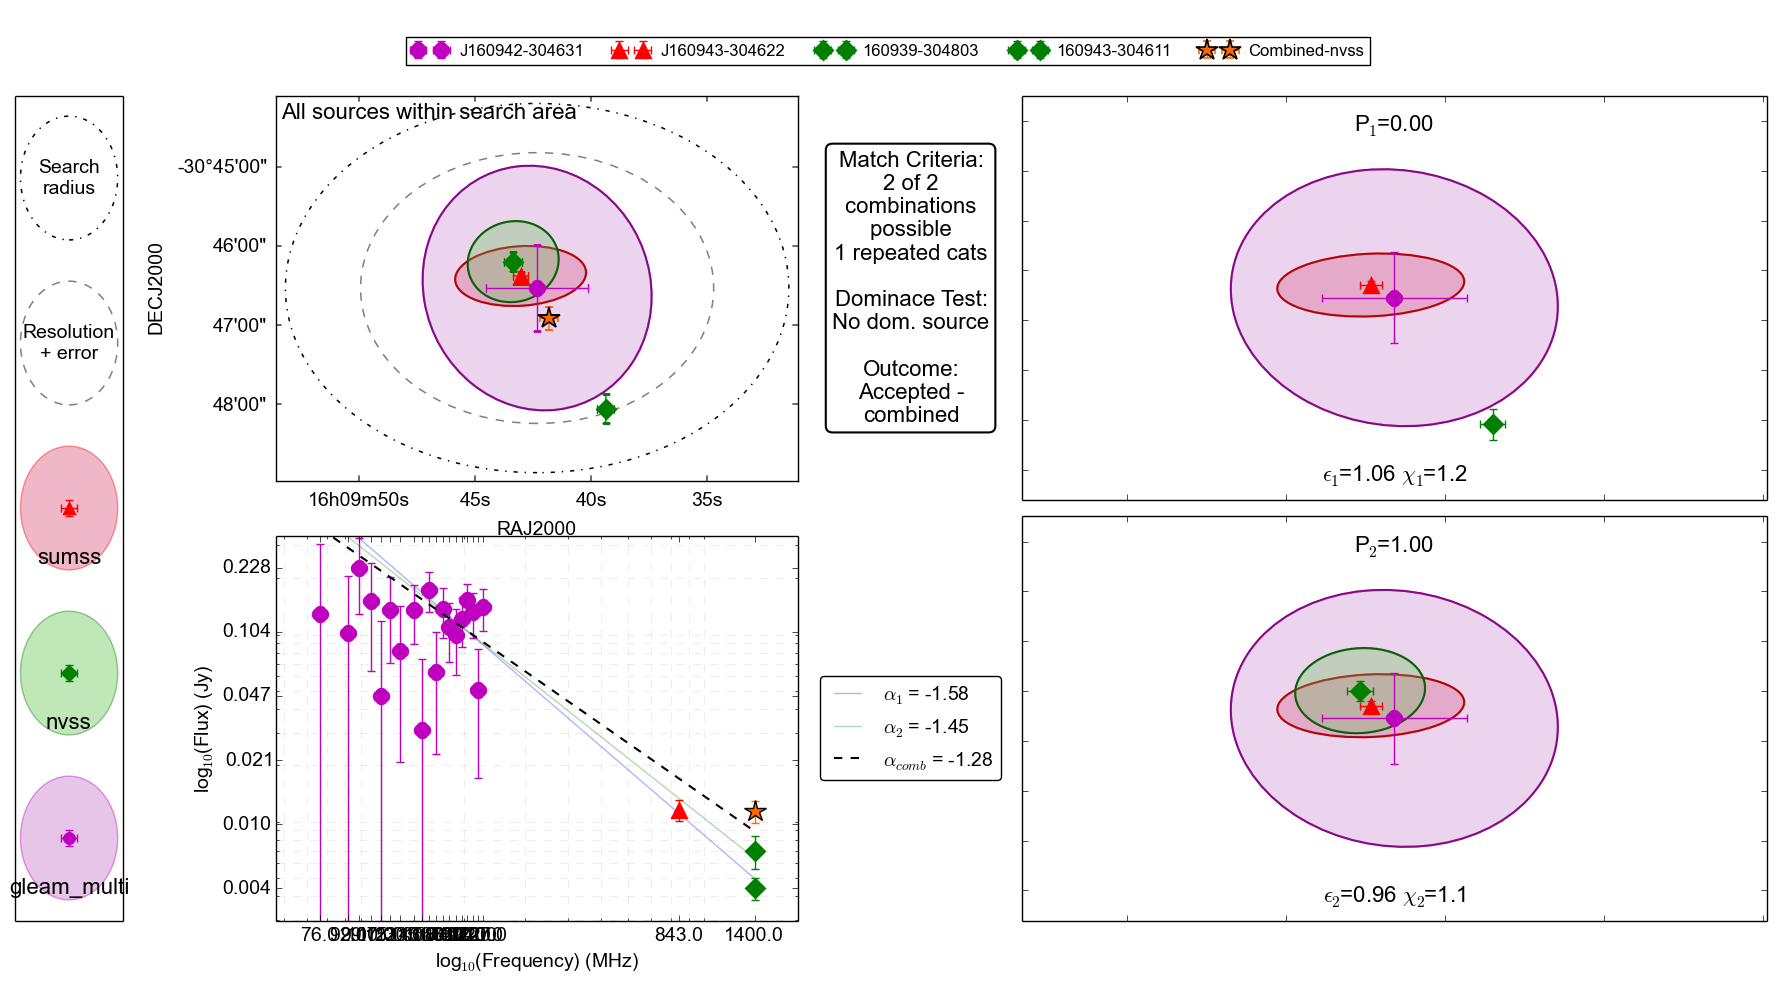 J160942-304631 J160943-304622 160939-304803 160943-304611 Combined-nvss
Search
radius
Resolution
+ error
sumss
nvss
gleam_multi
All sources within search area
DECJ2000
-30°45'00"
46'00"
47'00"
48'00"
16h09m50s 45s 40s 35s
RAJ2000
Match Criteria:
2 of 2
combinations
possible
1 repeated cats
Dominace Test:
No dom. source
Outcome:
Accepted -
combined
P₁=0.00
ϵ₁=1.06 χ₁=1.2
P₂=1.00
ϵ₂=0.96 χ₂=1.1
log₁₀(Flux) (Jy)
0.228
0.104
0.047
0.021
0.010
0.004
76.0 843.0 1400.0
log₁₀(Frequency) (MHz)
α₁ = -1.58
α₂ = -1.45
α_comb = -1.28